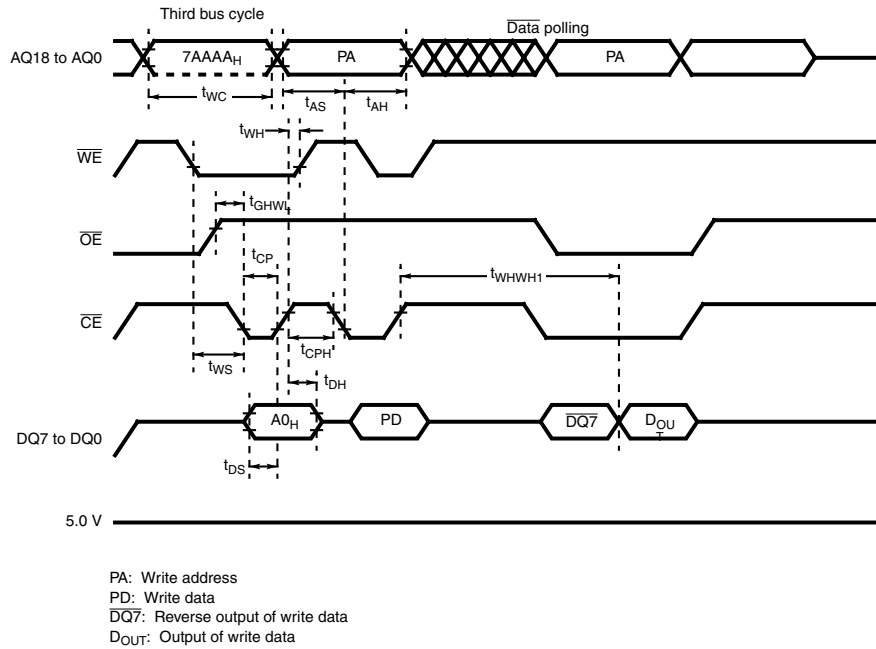 Third bus cycle
Data polling
AQ18 to AQ0
7AAAAH
PA
PA
tWC
tAS
tAH
tWH
WE
tGHWL
OE
tCP
tWHWH1
CE
tWS
tCPH
tDH
DQ7 to DQ0
A0H
PD
DQ7
DOUT
tDS
5.0 V
PA: Write address
PD: Write data
DQ7: Reverse output of write data
DOUT: Output of write data